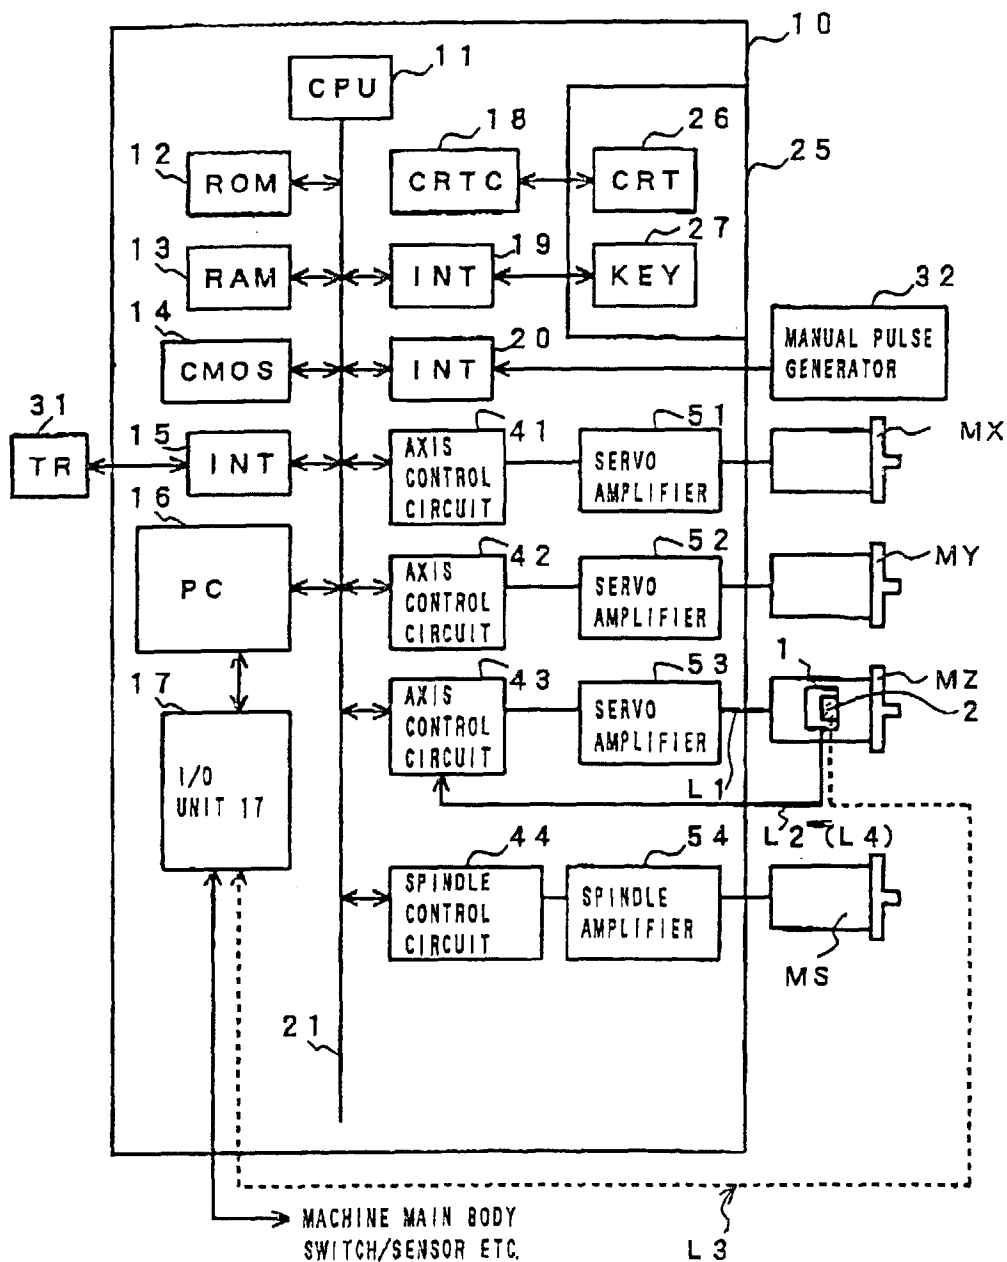 10
11
CPU
18
26
25
12
ROM
CRTC
CRT
13
RAM
19
INT
27
KEY
14
CMOS
20
INT
32
MANUAL PULSE
GENERATOR
31
TR
15
INT
41
AXIS
CONTROL
CIRCUIT
51
SERVO
AMPLIFIER
MX
16
PC
42
AXIS
CONTROL
CIRCUIT
52
SERVO
AMPLIFIER
MY
17
I/O
UNIT 17
43
AXIS
CONTROL
CIRCUIT
53
SERVO
AMPLIFIER
1
MZ
2
L1
L2 (L4)
44
SPINDLE
CONTROL
CIRCUIT
54
SPINDLE
AMPLIFIER
MS
21
MACHINE MAIN BODY
SWITCH/SENSOR ETC.
L3